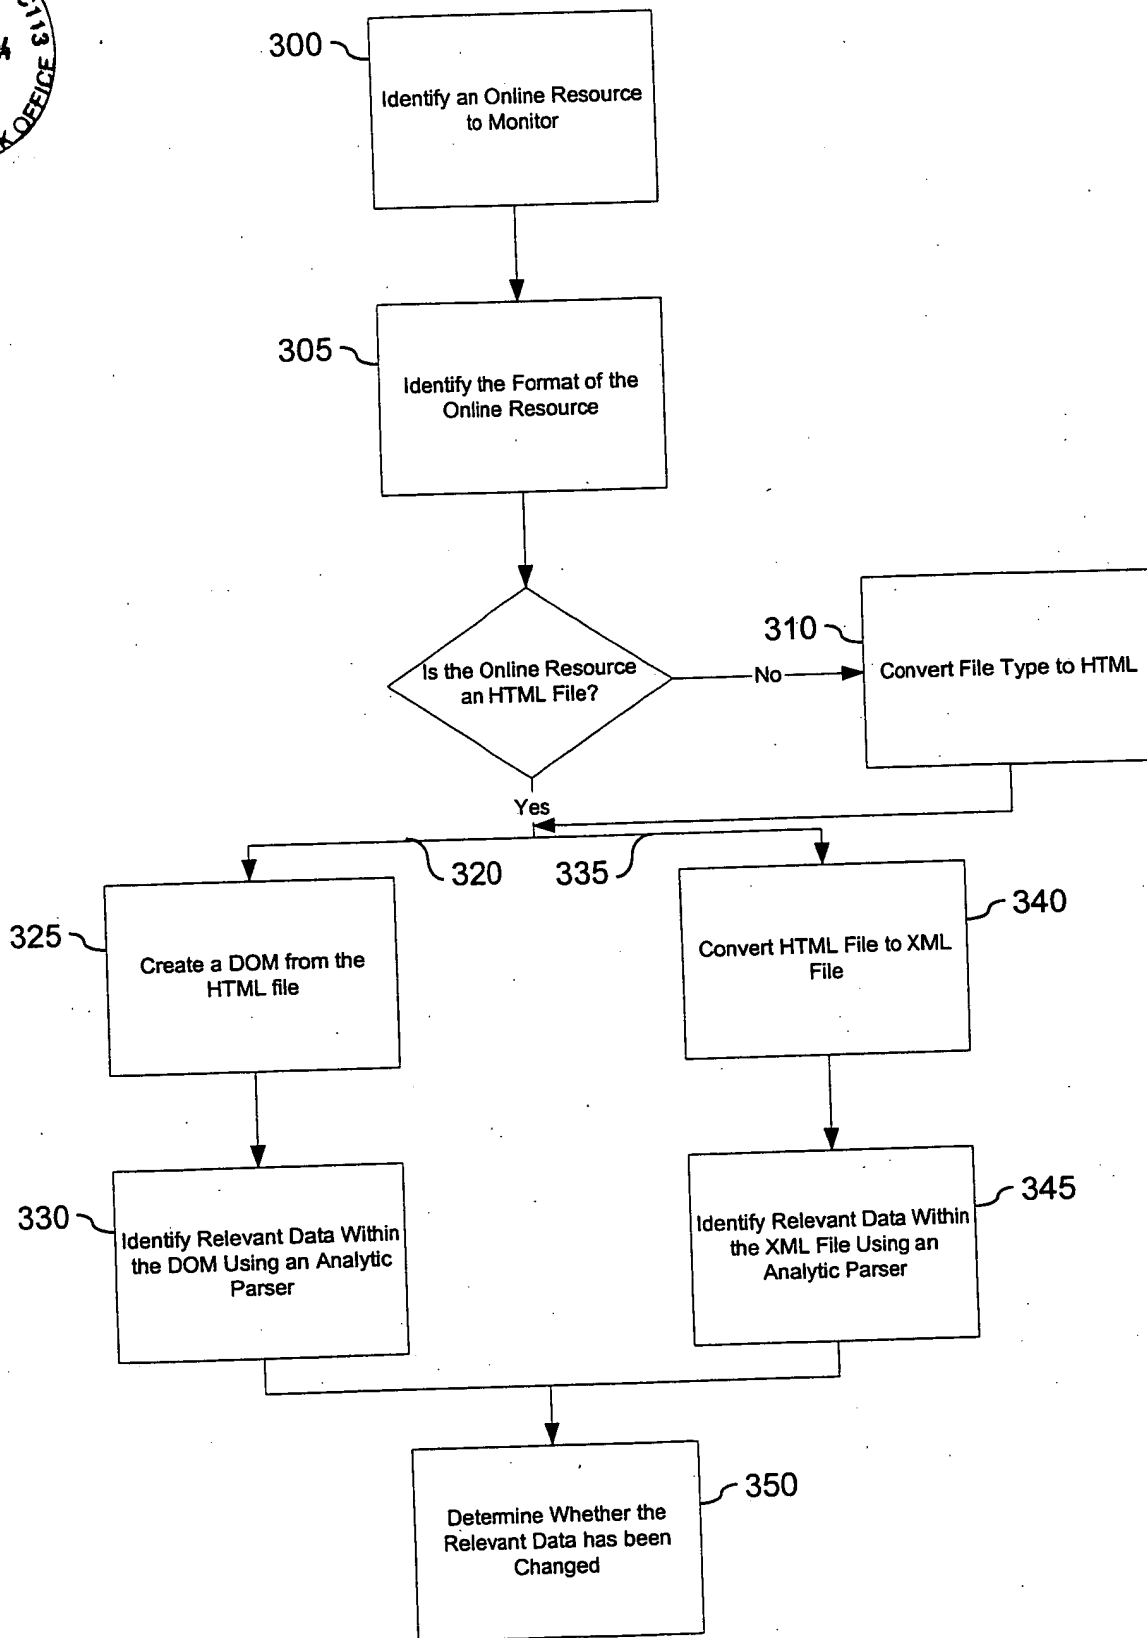 C113
K OFFICE
300
Identify an Online Resource
to Monitor
305
Identify the Format of the
Online Resource
Is the Online Resource
an HTML File?
No
310
Convert File Type to HTML
Yes
320
335
325
Create a DOM from the
HTML file
340
Convert HTML File to XML
File
330
Identify Relevant Data Within
the DOM Using an Analytic
Parser
345
Identify Relevant Data Within
the XML File Using an
Analytic Parser
350
Determine Whether the
Relevant Data has been
Changed